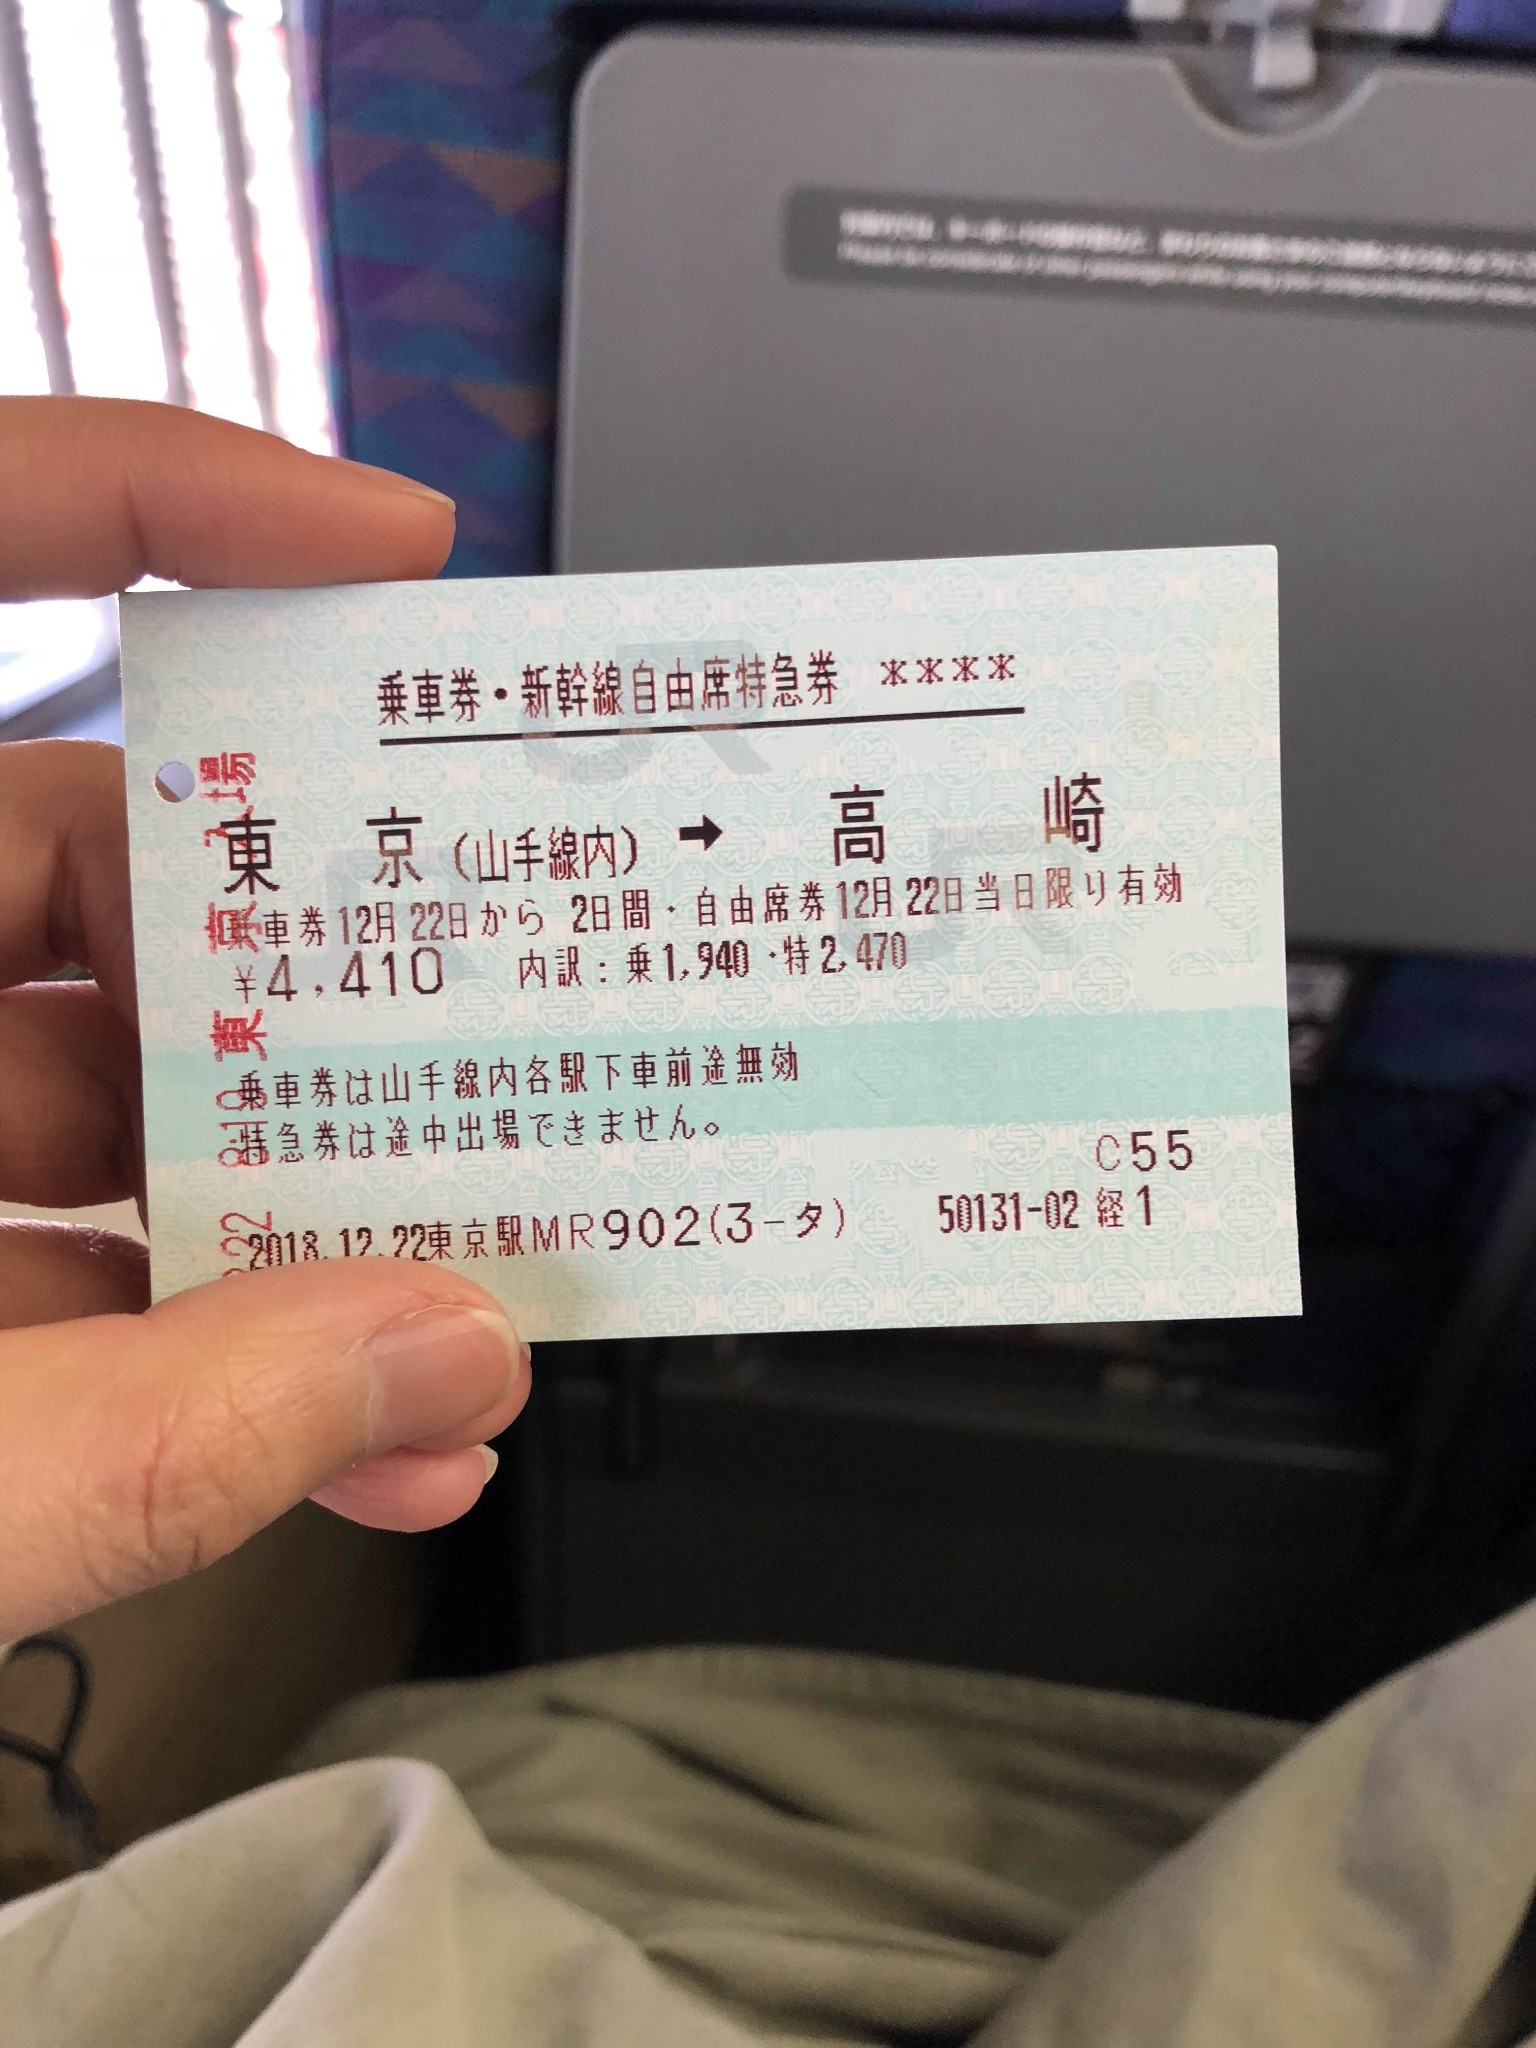 乗車券・新幹線自由席特急券 ****
東京(山手線内) ➡ 高崎
乗車券12月22日から 2日間・自由席券12月22日当日限り有効
¥4,410 内訳:乗1,940・特2,470
乗車券は山手線内各駅下車前途無効
特急券は途中出場できません。
C55
2018.12.22東京駅MR902(3-タ) 50131-02 経1
東京 入場
JR